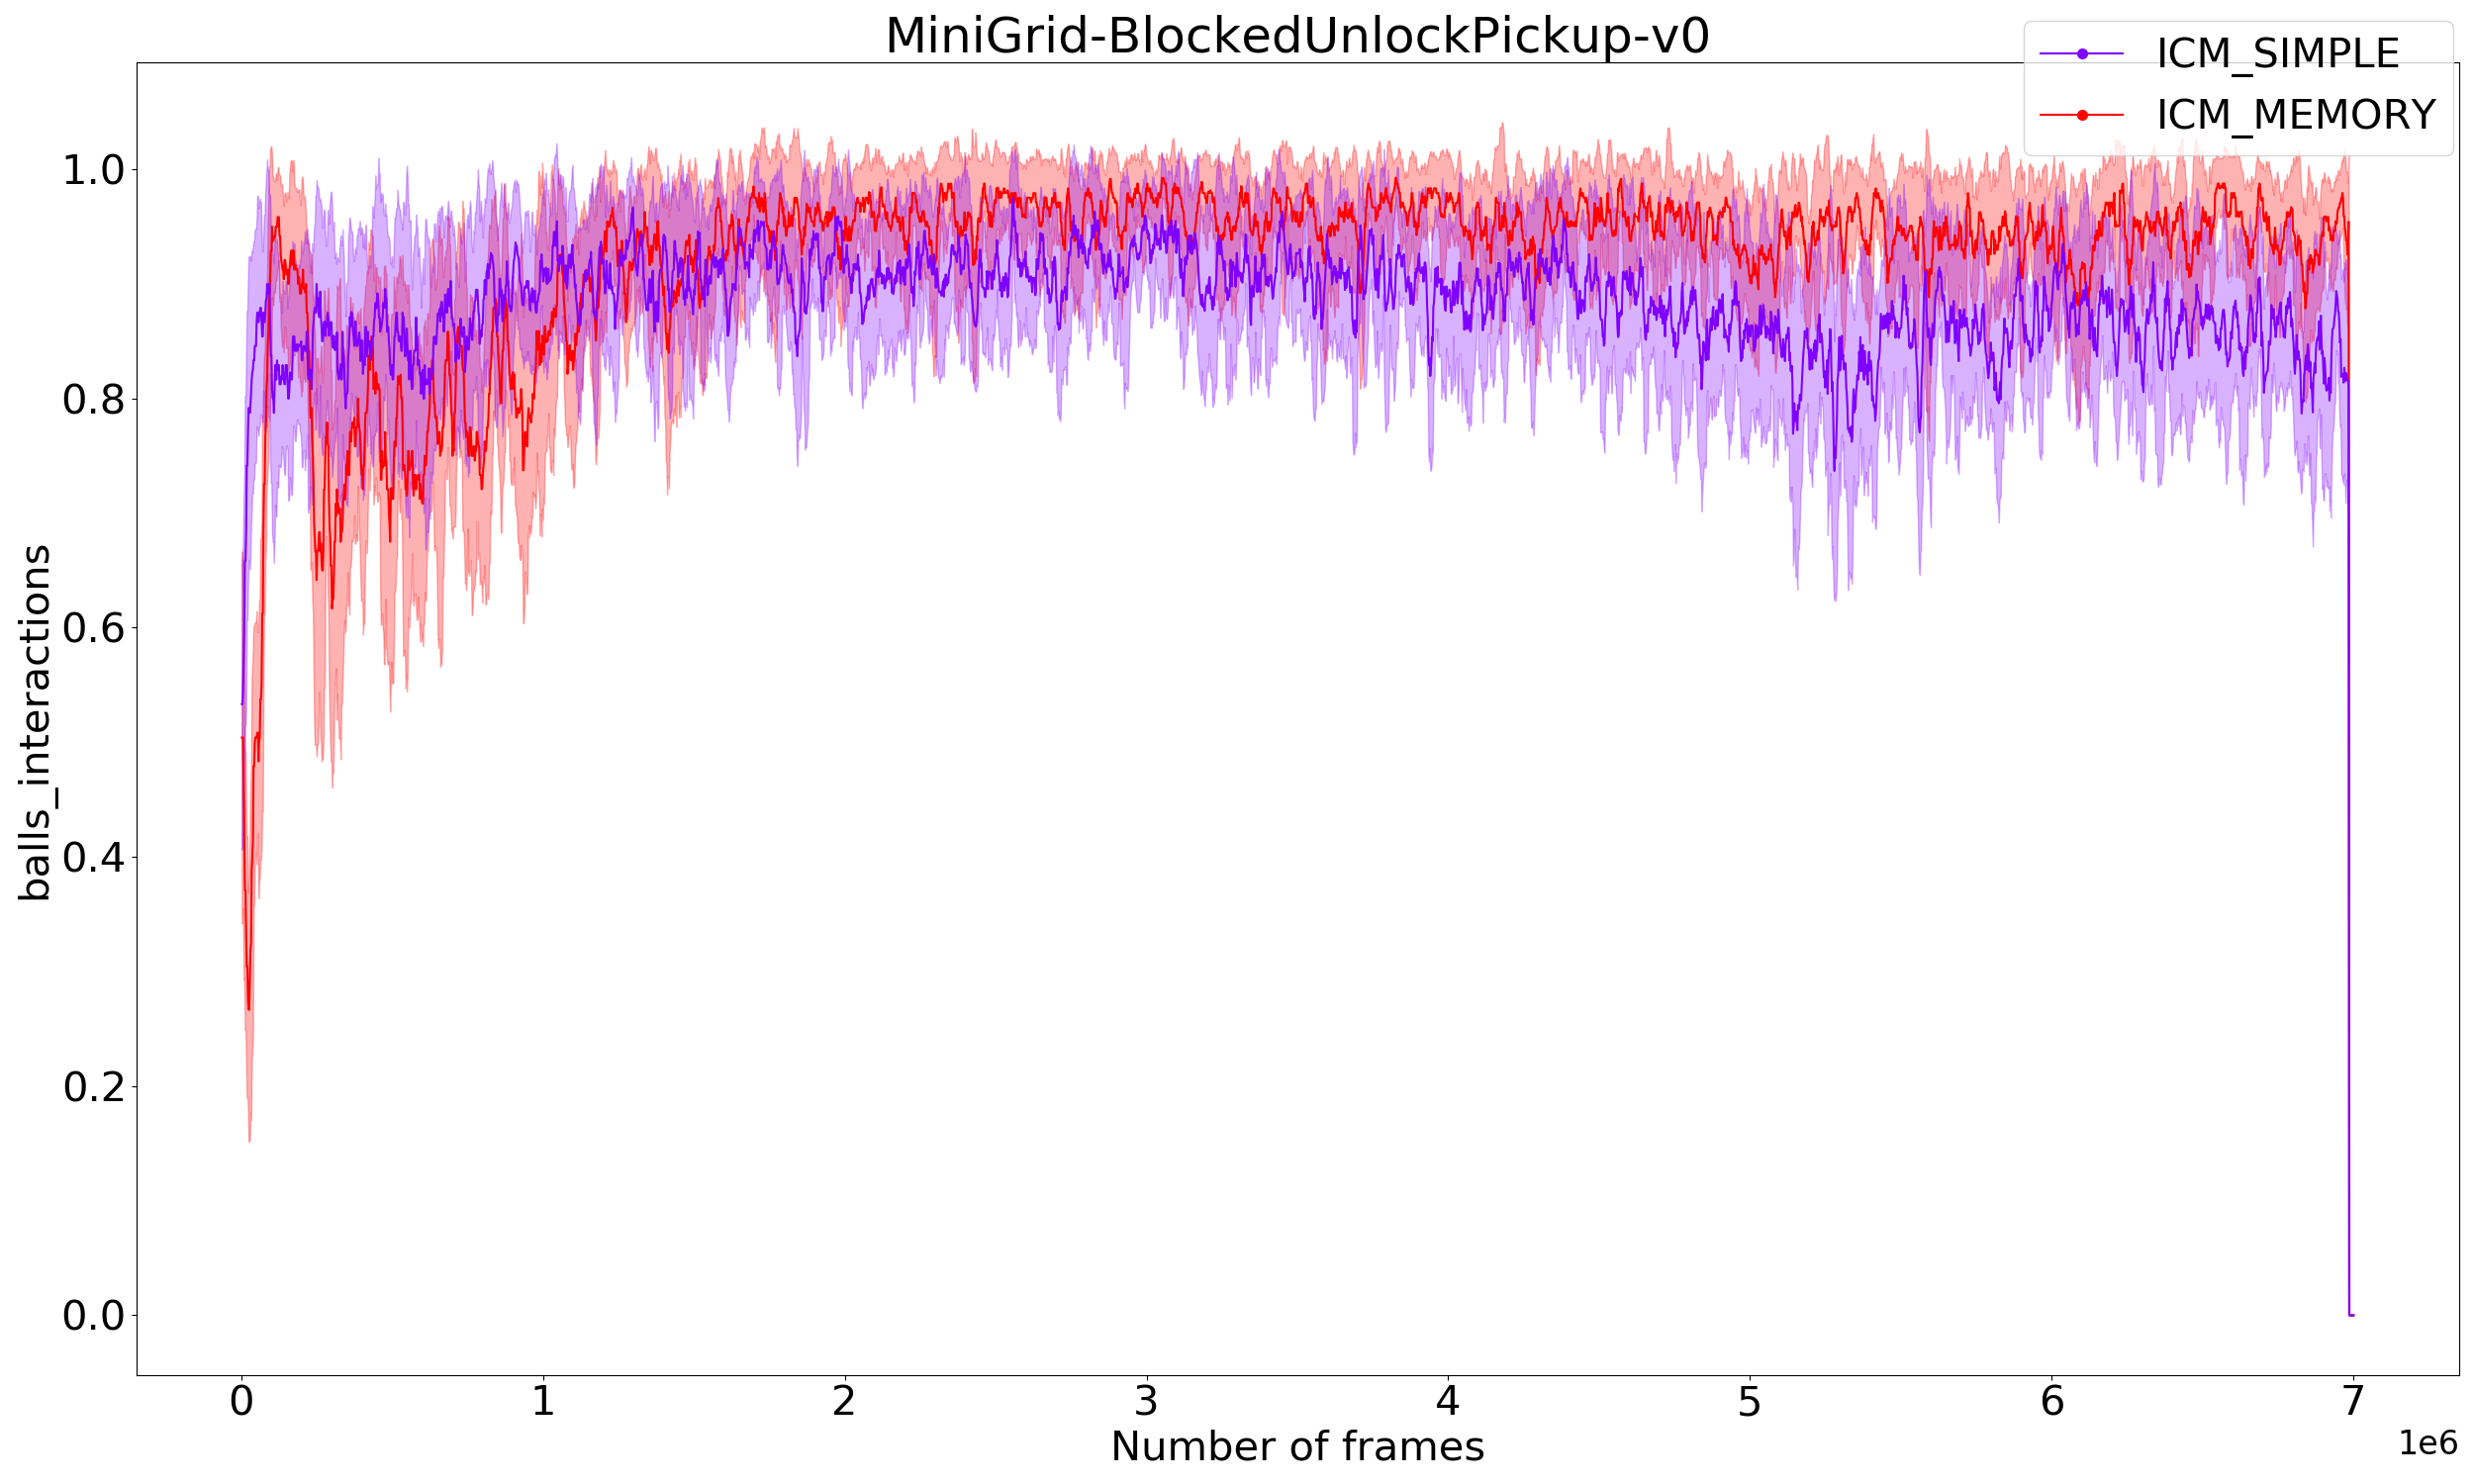 MiniGrid-BlockedUnlockPickup-v0
ICM_SIMPLE
ICM_MEMORY
balls_interactions
1.0
0.8
0.6
0.4
0.2
0.0
0 1 2 3 4 5 6 7
Number of frames
1e6